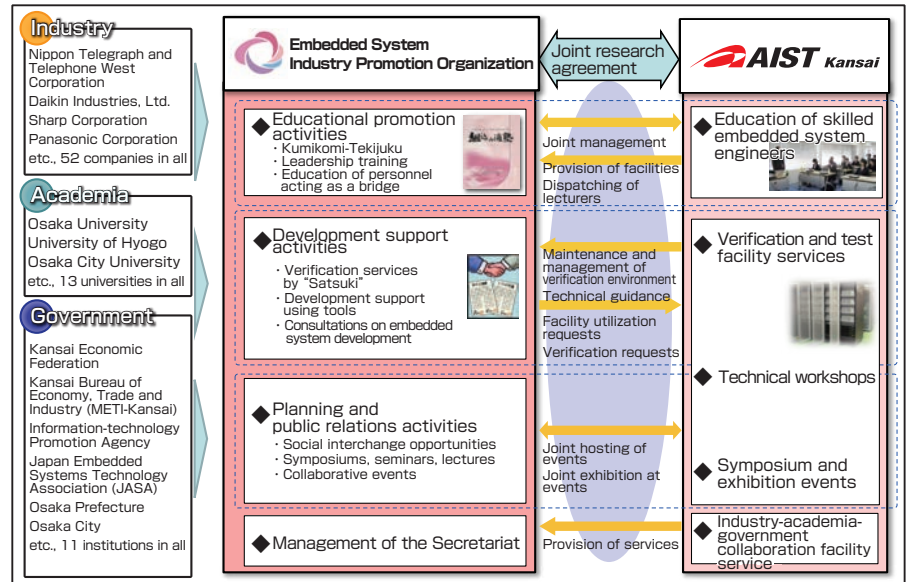 Industry
Nippon Telegraph and
Telephone West
Corporation
Daikin Industries, Ltd.
Sharp Corporation
Panasonic Corporation
etc., 52 companies in all
Academia
Osaka University
University of Hyogo
Osaka City University
etc., 13 universities in all
Government
Kansai Economic
Federation
Kansai Bureau of
Economy, Trade and
Industry (METI-Kansai)
Information-technology
Promotion Agency
Japan Embedded
Systems Technology
Association (JASA)
Osaka Prefecture
Osaka City
etc., 11 institutions in all
Embedded System
Industry Promotion Organization
◆ Educational promotion
activities
・Kumikomi-Tekijuku
・Leadership training
・Education of personnel
acting as a bridge
◆ Development support
activities
・Verification services
by “Satsuki”
・Development support
using tools
・Consultations on embedded
system development
◆ Planning and
public relations activities
・Social interchange opportunities
・Symposiums, seminars, lectures
・Collaborative events
◆ Management of the Secretariat
Joint research
agreement
Joint management
Provision of facilities
Dispatching of
lecturers
Maintenance and
management of
verification environment
Technical guidance
Facility utilization
requests
Verification requests
Joint hosting of
events
Joint exhibition at
events
Provision of services
AIST Kansai
◆ Education of skilled
embedded system
engineers
◆ Verification and test
facility services
◆ Technical workshops
◆ Symposium and
exhibition events
◆ Industry-academia-
government
collaboration facility
service